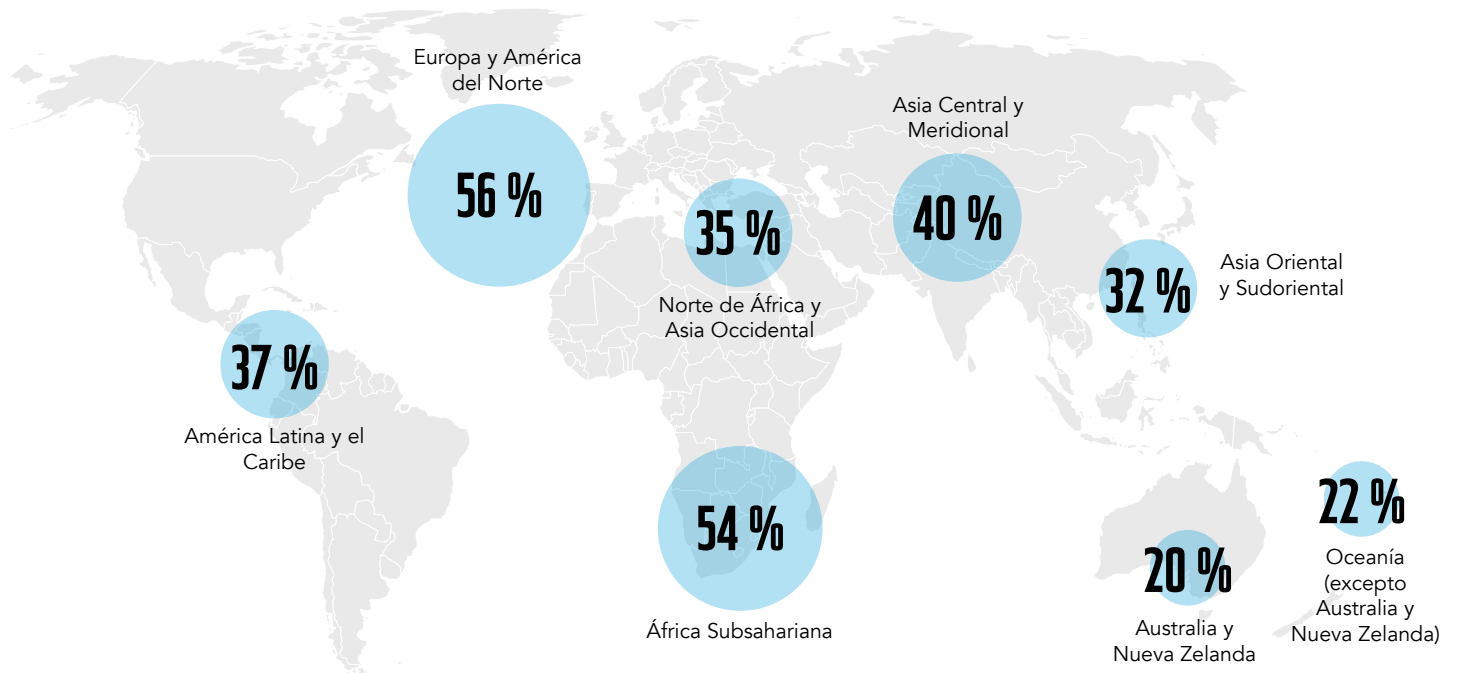 Europa y América
del Norte
56 %
Asia Central y
Meridional
40 %
35 %
Norte de África y
Asia Occidental
32 %
Asia Oriental
y Sudoriental
37 %
América Latina y el
Caribe
54 %
África Subsahariana
20 %
Australia y
Nueva Zelanda
22 %
Oceanía
(excepto
Australia y
Nueva Zelanda)